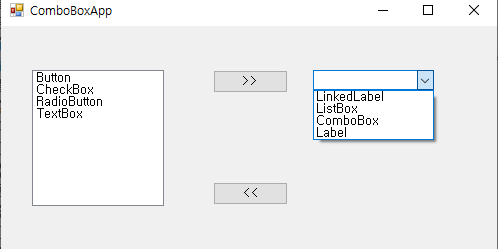 ComboBoxApp
Button
CheckBox
RadioButton
TextBox
>>
<<
LinkedLabel
ListBox
ComboBox
Label